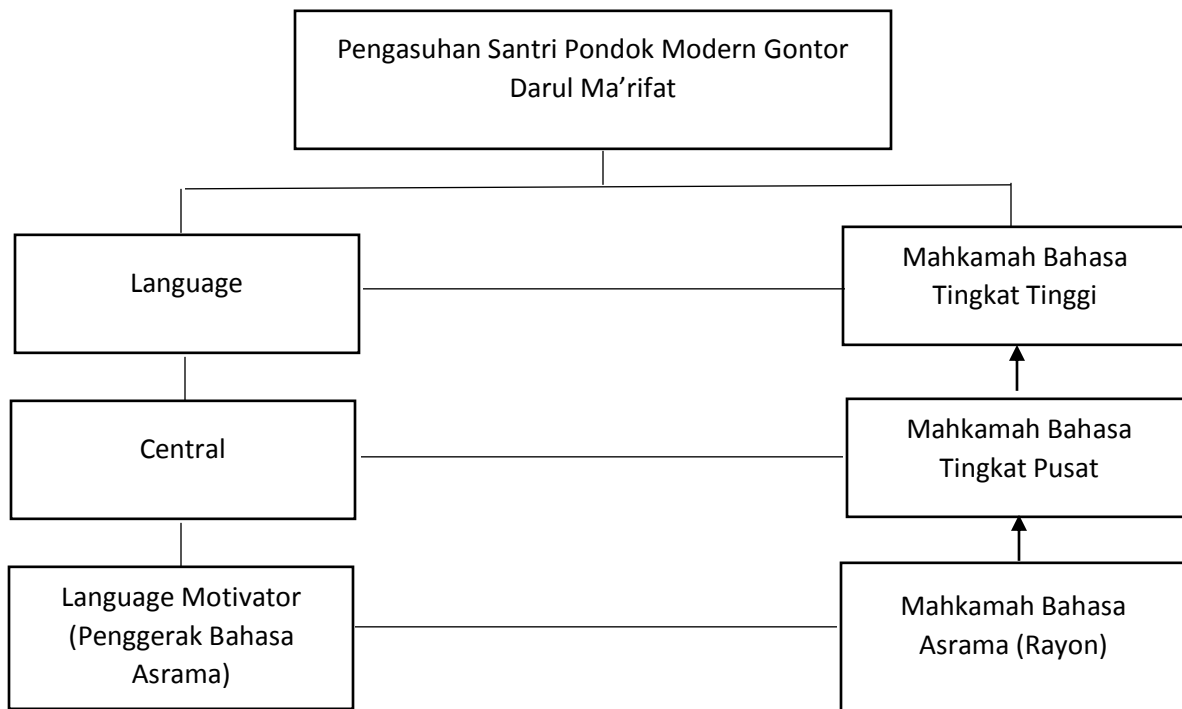 Pengasuhan Santri Pondok Modern Gontor
Darul Ma’rifat
Language
Mahkamah Bahasa
Tingkat Tinggi
Central
Mahkamah Bahasa
Tingkat Pusat
Language Motivator
(Penggerak Bahasa
Asrama)
Mahkamah Bahasa
Asrama (Rayon)